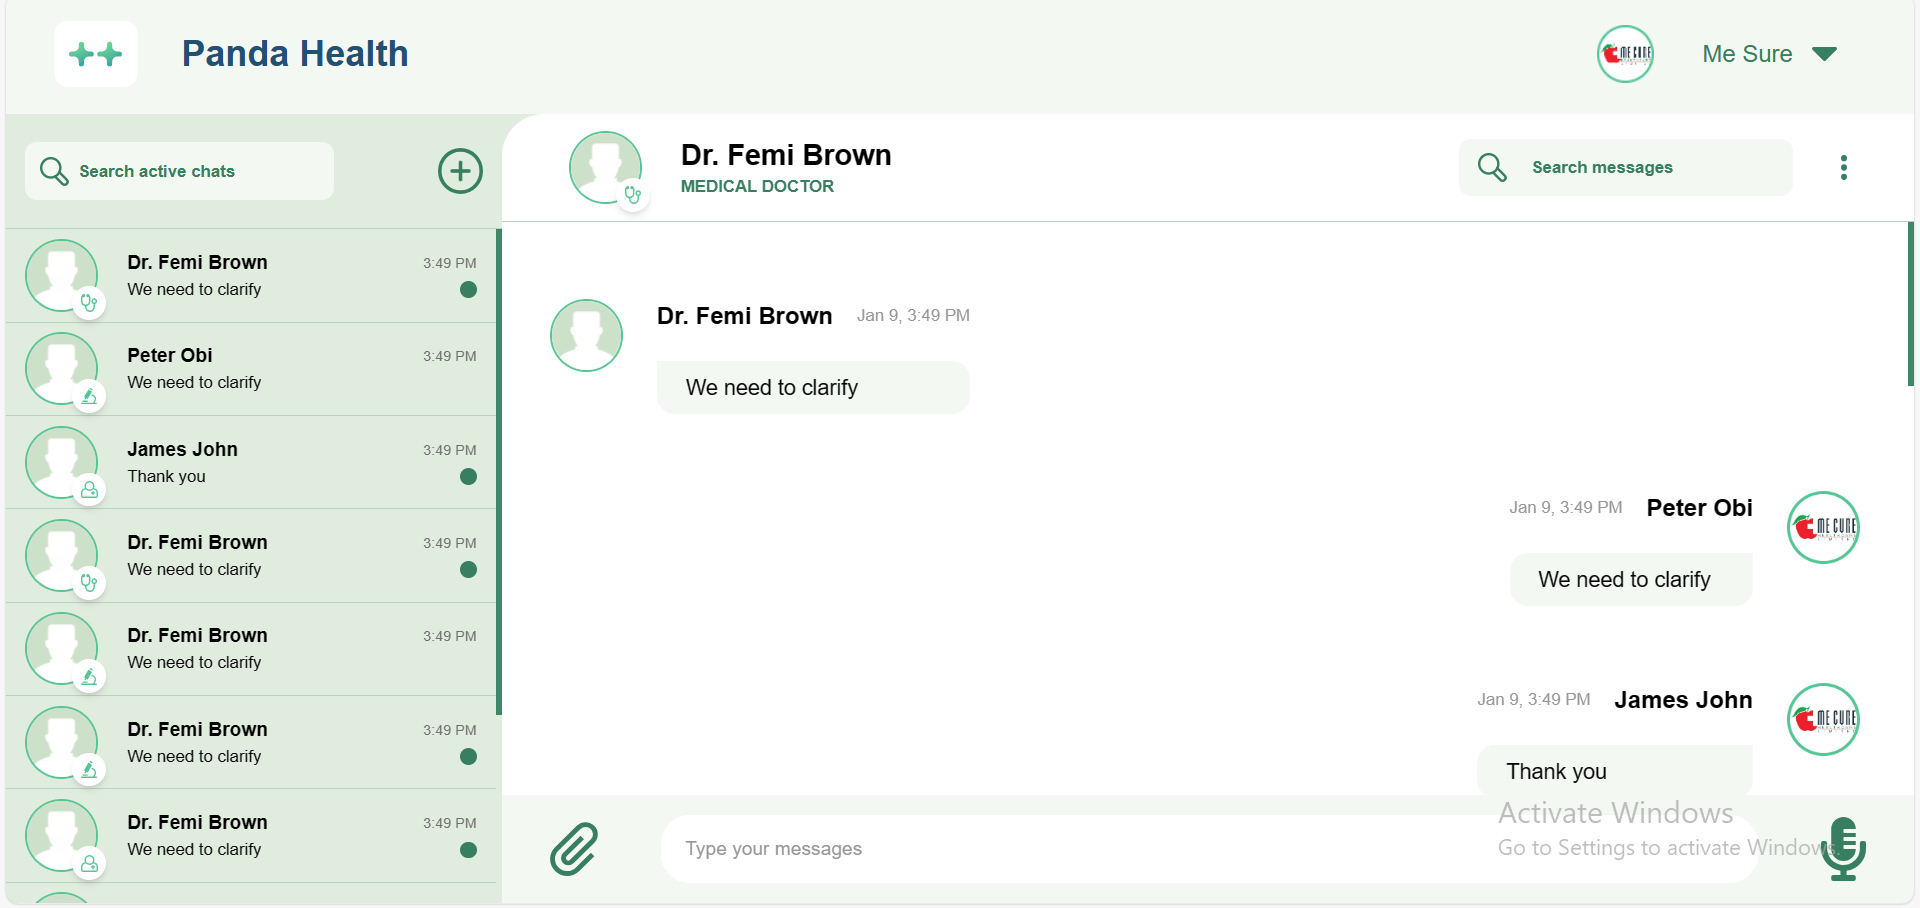 Panda Health
ME CURE
Me Sure
Search active chats
Dr. Femi Brown
MEDICAL DOCTOR
Search messages
Dr. Femi Brown 3:49 PM
We need to clarify
Peter Obi 3:49 PM
We need to clarify
James John 3:49 PM
Thank you
Dr. Femi Brown 3:49 PM
We need to clarify
Dr. Femi Brown 3:49 PM
We need to clarify
Dr. Femi Brown 3:49 PM
We need to clarify
Dr. Femi Brown 3:49 PM
We need to clarify
Dr. Femi Brown Jan 9, 3:49 PM
We need to clarify
Jan 9, 3:49 PM Peter Obi
ME CURE
We need to clarify
Jan 9, 3:49 PM James John
ME CURE
Thank you
Type your messages
Activate Windows
Go to Settings to activate Windows.